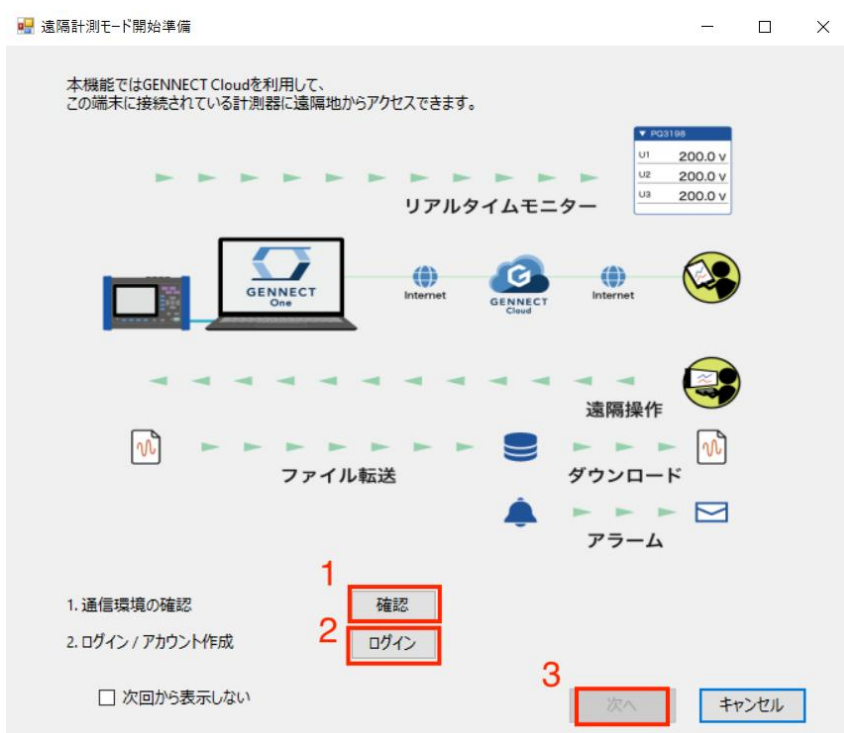 遠隔計測モード開始準備
本機能ではGENNECT Cloudを利用して、
この端末に接続されている計測器に遠隔地からアクセスできます。
▼ PQ3198
U1 200.0 v
U2 200.0 v
U3 200.0 v
リアルタイムモニター
GENNECT
One
Internet
G
GENNECT
Cloud
Internet
遠隔操作
ファイル転送
ダウンロード
アラーム
1
1. 通信環境の確認 確認
2
2. ログイン / アカウント作成 ログイン
3
次回から表示しない 次へ キャンセル